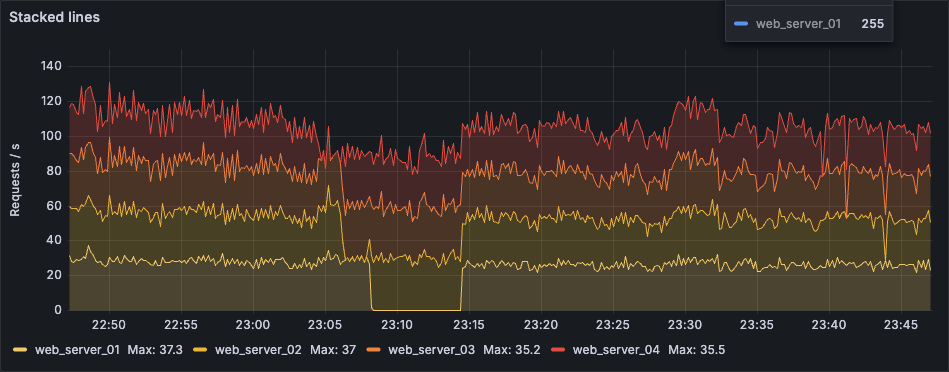 Stacked lines
web_server_01 255
140
120
100
80
60
40
20
0
Requests / s
22:50 22:55 23:00 23:05 23:10 23:15 23:20 23:25 23:30 23:35 23:40 23:45
web_server_01 Max: 37.3 web_server_02 Max: 37 web_server_03 Max: 35.2 web_server_04 Max: 35.5